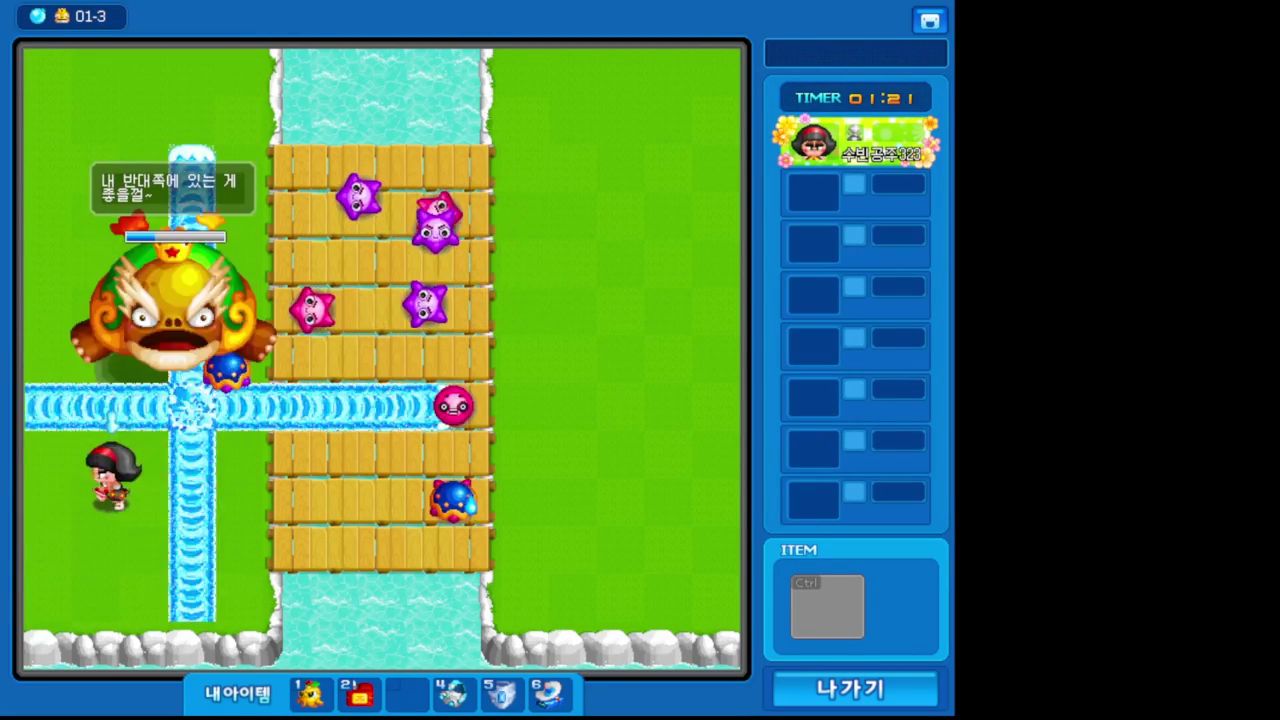 01-3
내 반대쪽에 있는 게
좋을껄~
TIMER 01:21
수빈공주323
ITEM
Ctrl
내아이템
1
2
4
5
6
나가기